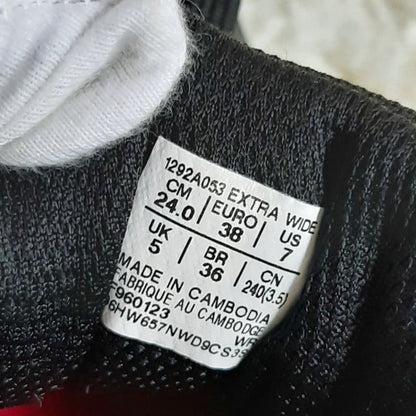 1292A053 EXTRA WIDE
CM EURO US
24.0 38 7
UK BR CN
5 36 240(3.5)
MADE IN CAMBODIA
FABRIQUE AU CAMBODGE
F960123
6HW657NWD9CS3S